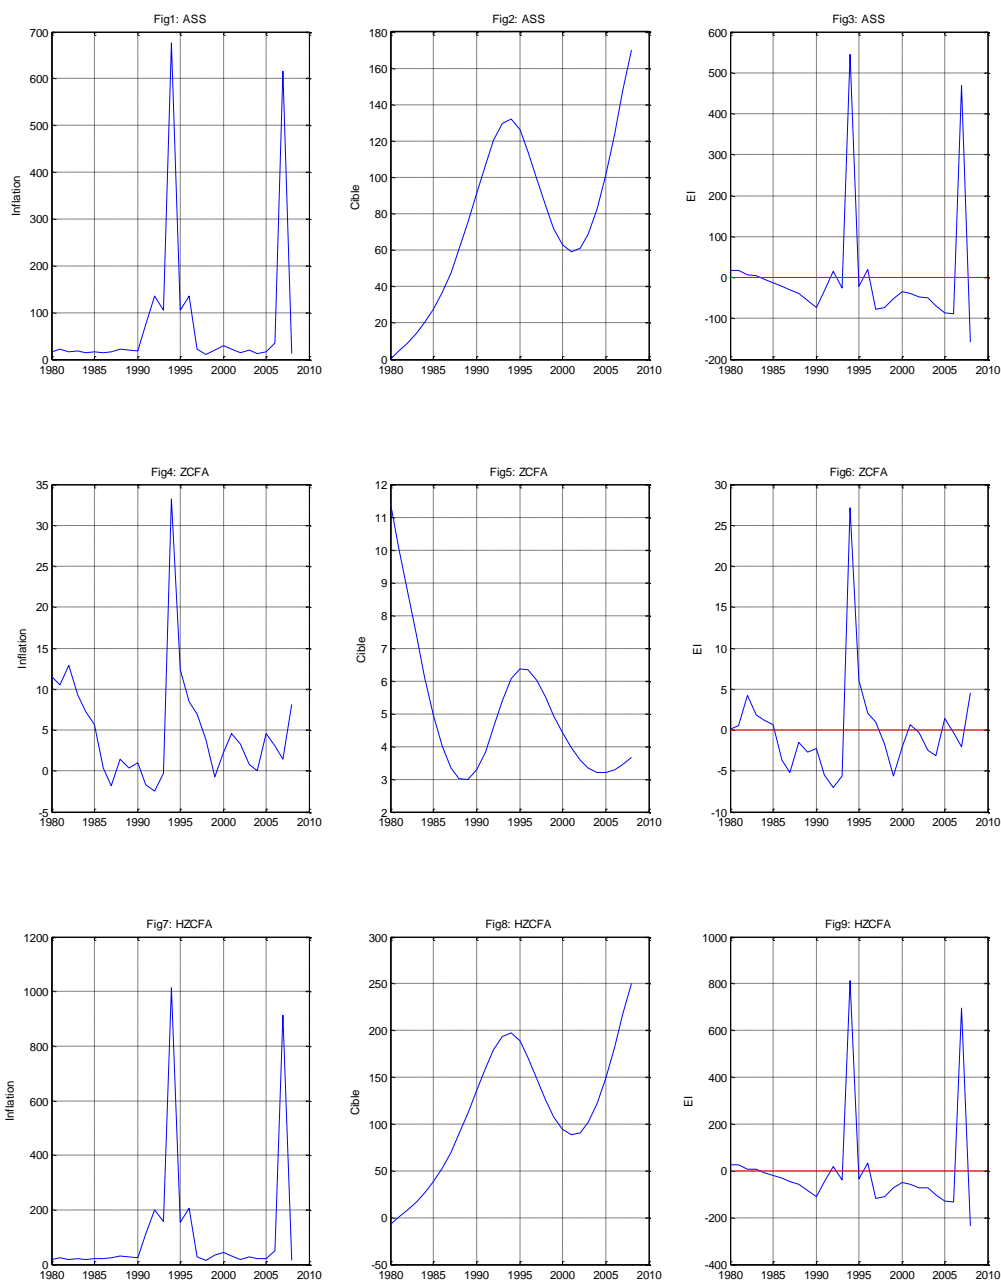 Fig1: ASS
Inflation
700
600
500
400
300
200
100
0
1980 1985 1990 1995 2000 2005 2010
Fig2: ASS
Cible
180
160
140
120
100
80
60
40
20
0
1980 1985 1990 1995 2000 2005 2010
Fig3: ASS
EI
600
500
400
300
200
100
0
-100
-200
1980 1985 1990 1995 2000 2005 2010
Fig4: ZCFA
Inflation
35
30
25
20
15
10
5
0
-5
1980 1985 1990 1995 2000 2005 2010
Fig5: ZCFA
Cible
12
11
10
9
8
7
6
5
4
3
2
1980 1985 1990 1995 2000 2005 2010
Fig6: ZCFA
EI
30
25
20
15
10
5
0
-5
-10
1980 1985 1990 1995 2000 2005 2010
Fig7: HZCFA
Inflation
1200
1000
800
600
400
200
0
1980 1985 1990 1995 2000 2005 2010
Fig8: HZCFA
Cible
300
250
200
150
100
50
0
-50
1980 1985 1990 1995 2000 2005 2010
Fig9: HZCFA
EI
1000
800
600
400
200
0
-200
-400
1980 1985 1990 1995 2000 2005 2010